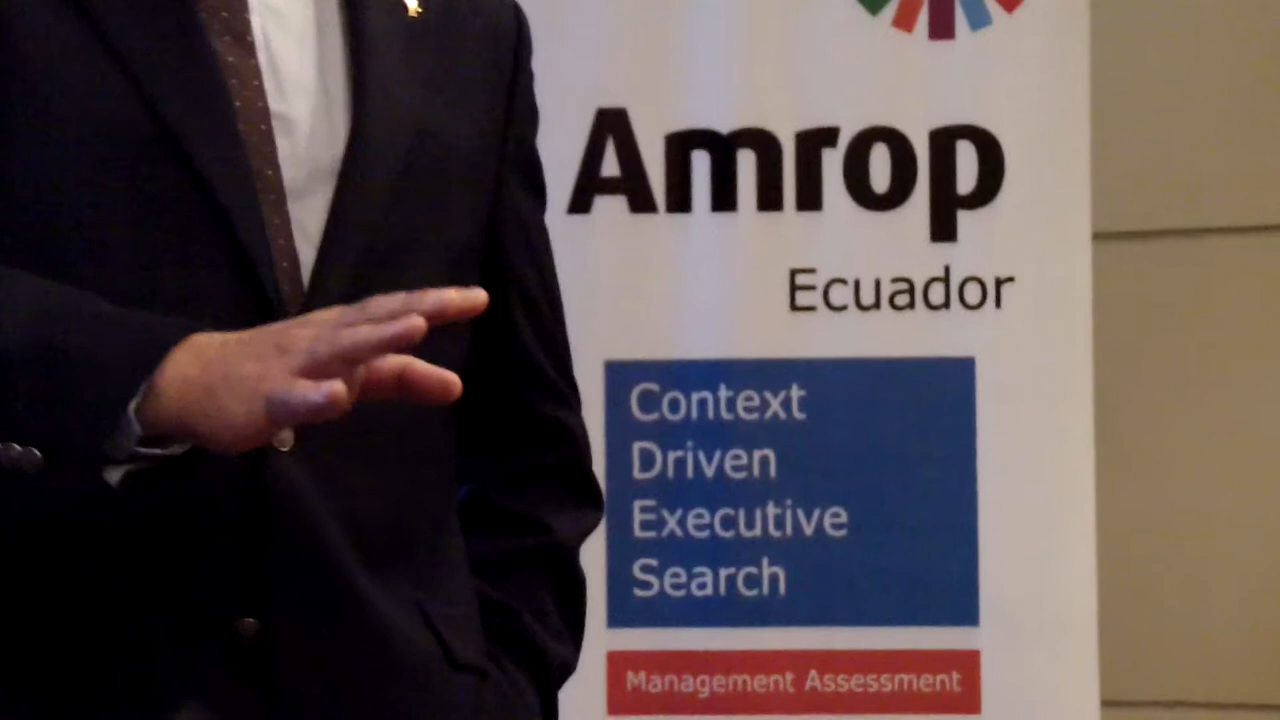 Amrop
Ecuador
Context
Driven
Executive
Search
Management Assessment